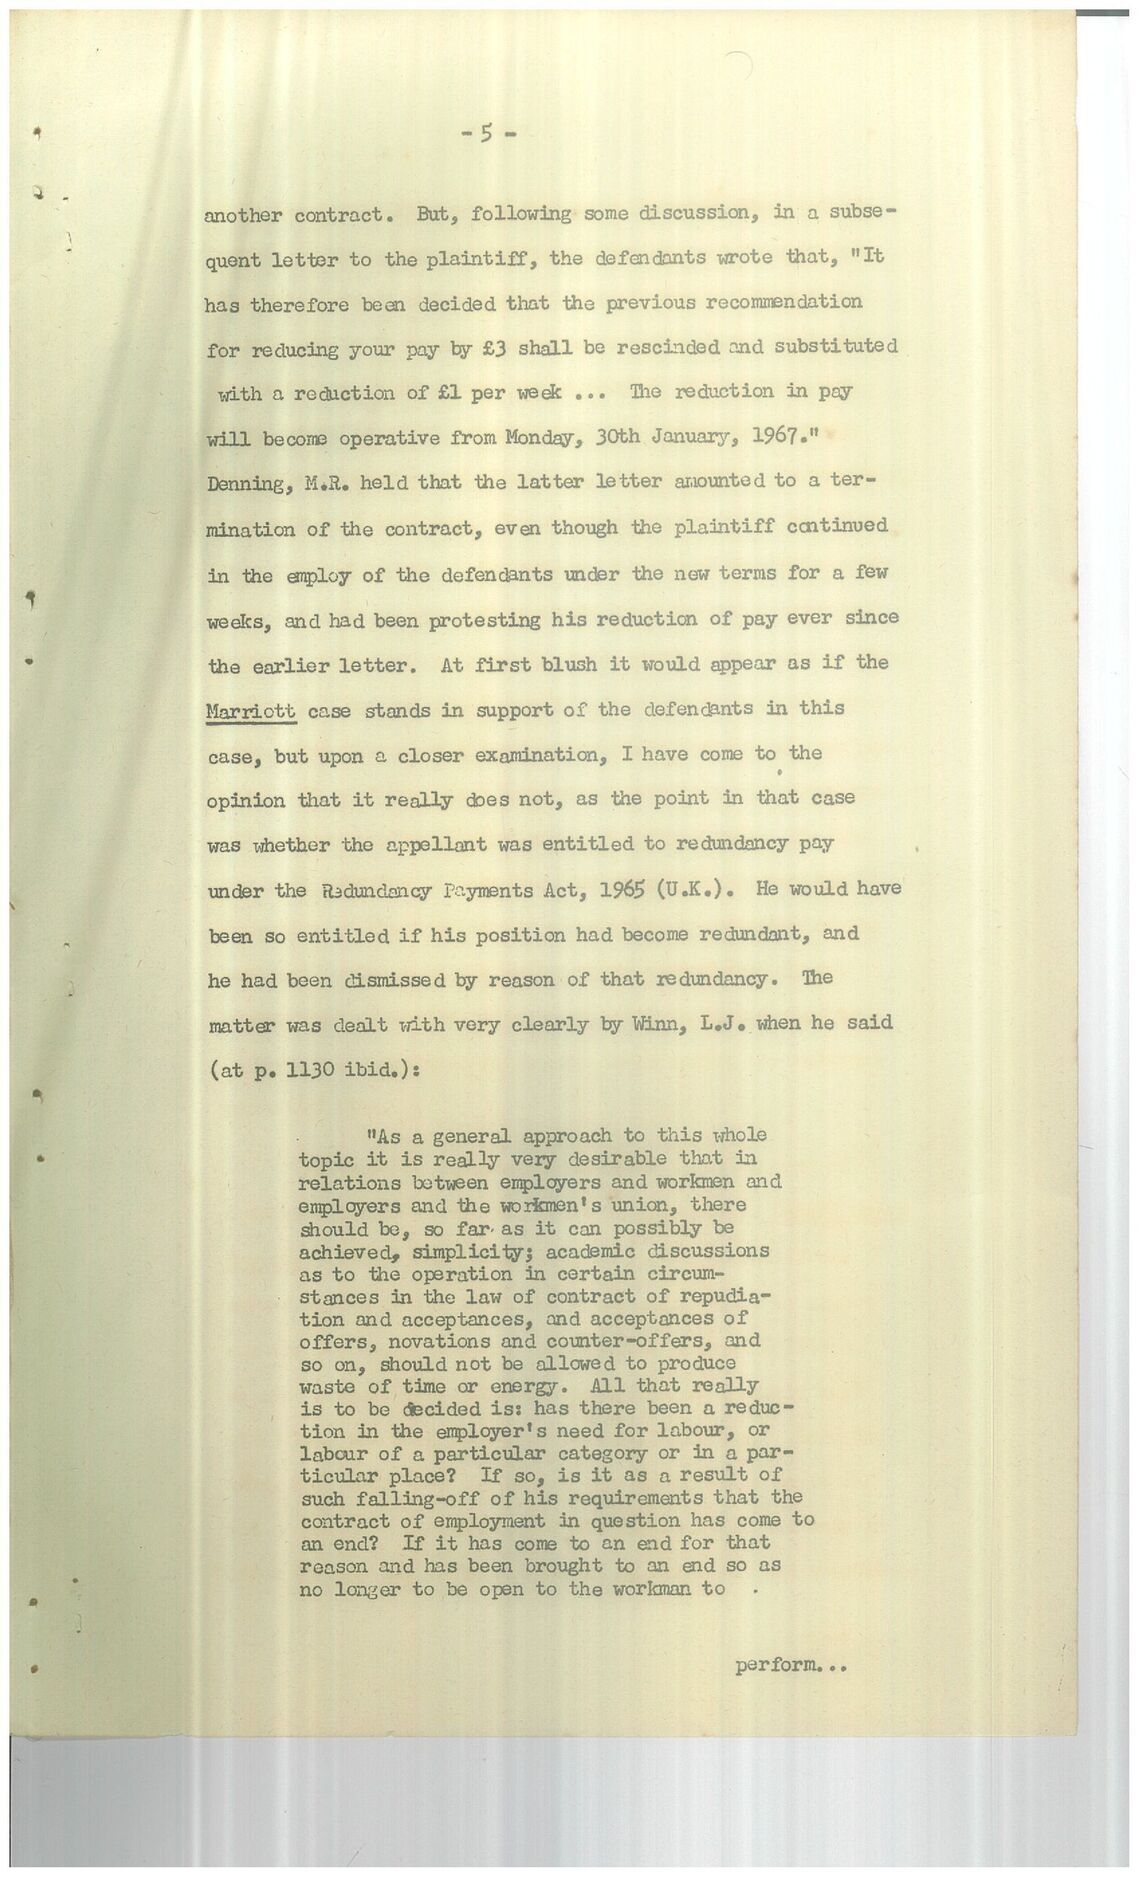 - 5 -
another contract. But, following some discussion, in a subse-
quent letter to the plaintiff, the defendants wrote that, "It
has therefore been decided that the previous recommendation
for reducing your pay by £3 shall be rescinded and substituted
with a reduction of £1 per week ... The reduction in pay
will become operative from Monday, 30th January, 1967."
Denning, M.R. held that the latter letter amounted to a ter-
mination of the contract, even though the plaintiff continued
in the employ of the defendants under the new terms for a few
weeks, and had been protesting his reduction of pay ever since
the earlier letter. At first blush it would appear as if the
Marriott case stands in support of the defendants in this
case, but upon a closer examination, I have come to the
opinion that it really does not, as the point in that case
was whether the appellant was entitled to redundancy pay
under the Redundancy Payments Act, 1965 (U.K.). He would have
been so entitled if his position had become redundant, and
he had been dismissed by reason of that redundancy. The
matter was dealt with very clearly by Winn, L.J. when he said
(at p. 1130 ibid.):
"As a general approach to this whole
topic it is really very desirable that in
relations between employers and workmen and
employers and the workmen's union, there
should be, so far as it can possibly be
achieved, simplicity; academic discussions
as to the operation in certain circum-
stances in the law of contract of repudia-
tion and acceptances, and acceptances of
offers, novations and counter-offers, and
so on, should not be allowed to produce
waste of time or energy. All that really
is to be decided is: has there been a reduc-
tion in the employer's need for labour, or
labour of a particular category or in a par-
ticular place? If so, is it as a result of
such falling-off of his requirements that the
contract of employment in question has come to
an end? If it has come to an end for that
reason and has been brought to an end so as
no longer to be open to the workman to
perform...